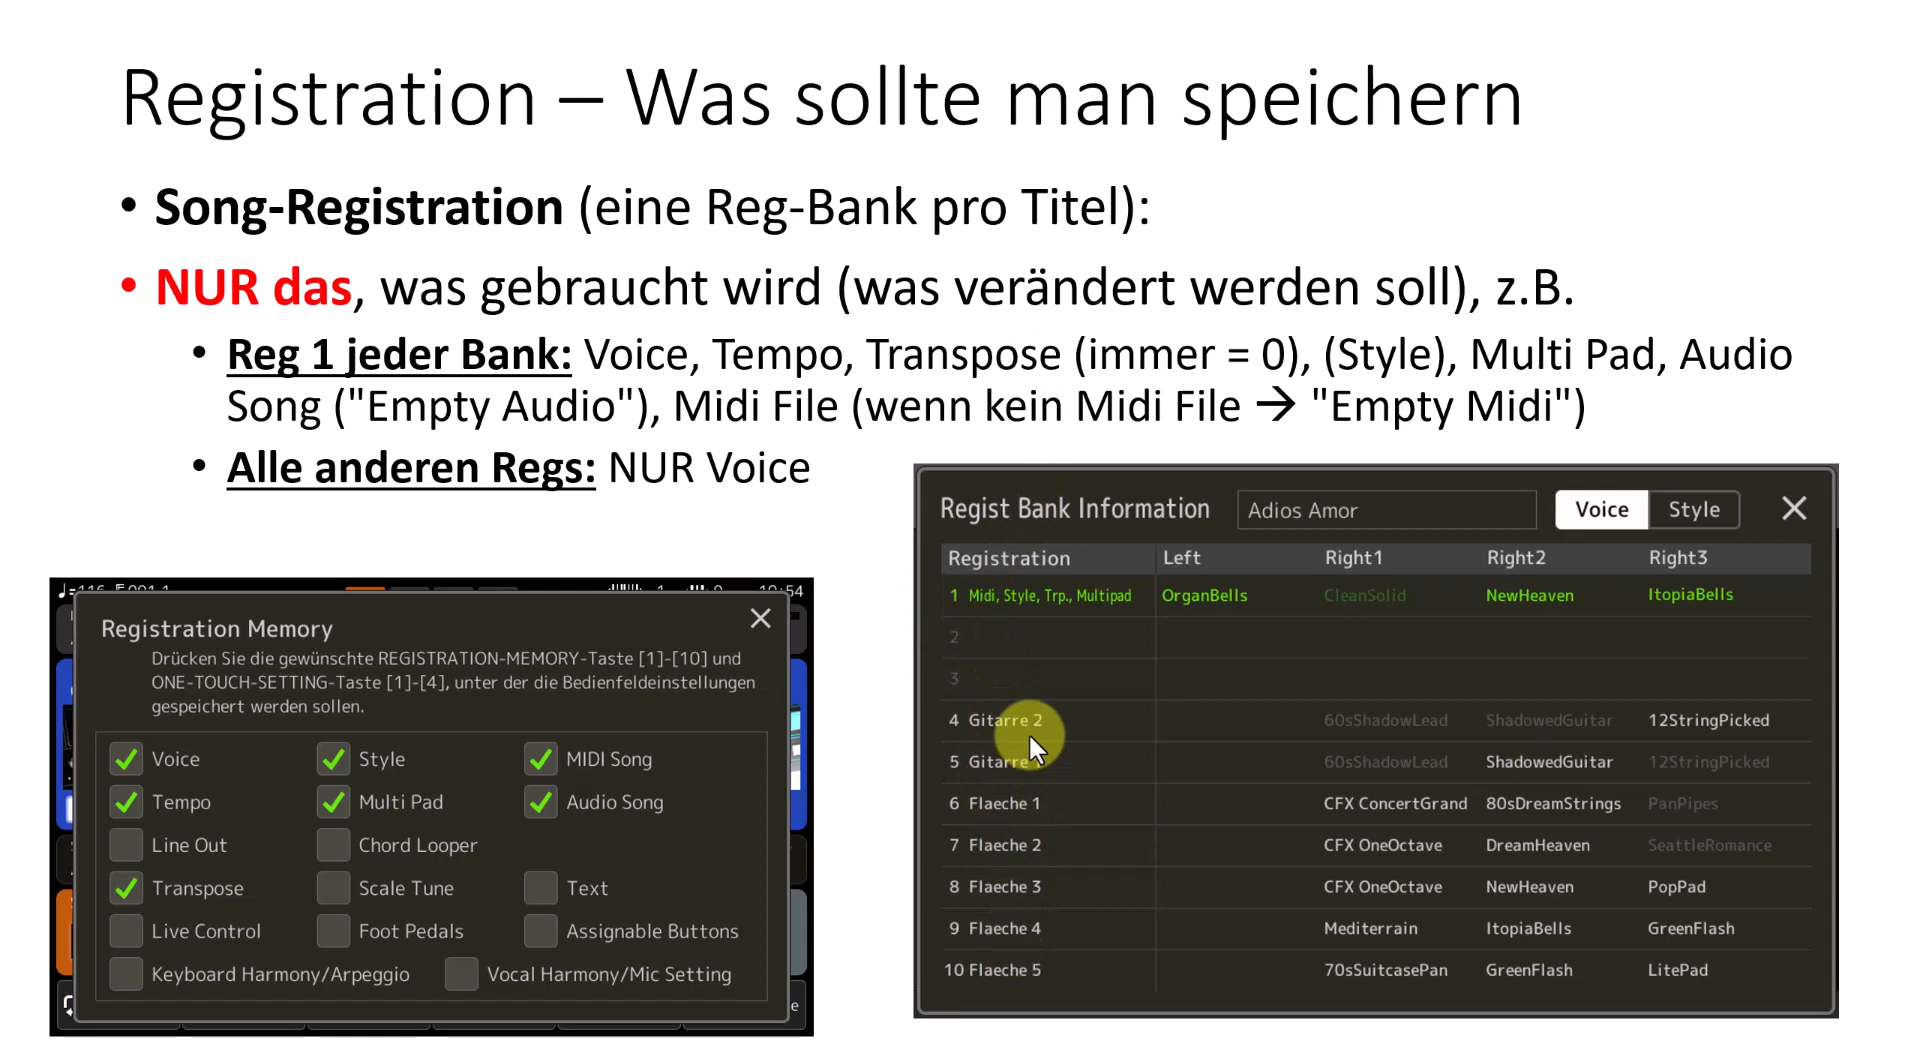 Registration – Was sollte man speichern
• Song-Registration (eine Reg-Bank pro Titel):
• NUR das, was gebraucht wird (was verändert werden soll), z.B.
• Reg 1 jeder Bank: Voice, Tempo, Transpose (immer = 0), (Style), Multi Pad, Audio
Song ("Empty Audio"), Midi File (wenn kein Midi File → "Empty Midi")
• Alle anderen Regs: NUR Voice
Registration Memory
Drücken Sie die gewünschte REGISTRATION-MEMORY-Taste [1]-[10] und
ONE-TOUCH-SETTING-Taste [1]-[4], unter der die Bedienfeldeinstellungen
gespeichert werden sollen.
Voice Style MIDI Song
Tempo Multi Pad Audio Song
Line Out Chord Looper
Transpose Scale Tune Text
Live Control Foot Pedals Assignable Buttons
Keyboard Harmony/Arpeggio Vocal Harmony/Mic Setting
Regist Bank Information Adios Amor Voice Style
Registration Left Right1 Right2 Right3
1 Midi, Style, Trp., Multipad OrganBells CleanSolid NewHeaven ItopiaBells
2
3
4 Gitarre 2 60sShadowLead ShadowedGuitar 12StringPicked
5 Gitarre 60sShadowLead ShadowedGuitar 12StringPicked
6 Flaeche 1 CFX ConcertGrand 80sDreamStrings PanPipes
7 Flaeche 2 CFX OneOctave DreamHeaven SeattleRomance
8 Flaeche 3 CFX OneOctave NewHeaven PopPad
9 Flaeche 4 Mediterrain ItopiaBells GreenFlash
10 Flaeche 5 70sSuitcasePan GreenFlash LitePad